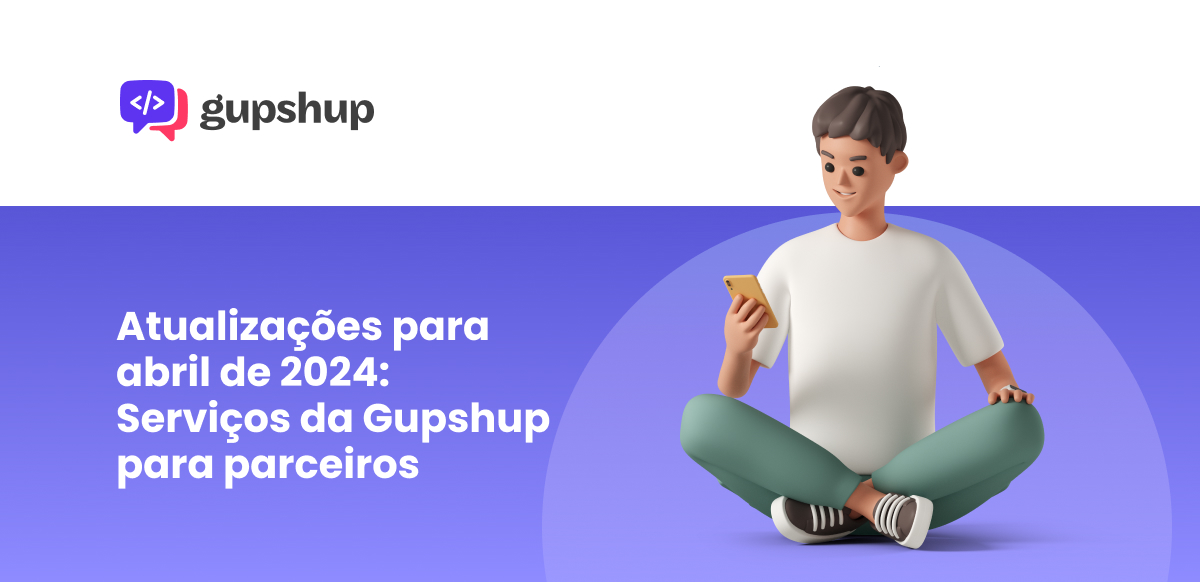 </>
gupshup
Atualizações para
abril de 2024:
Serviços da Gupshup
para parceiros